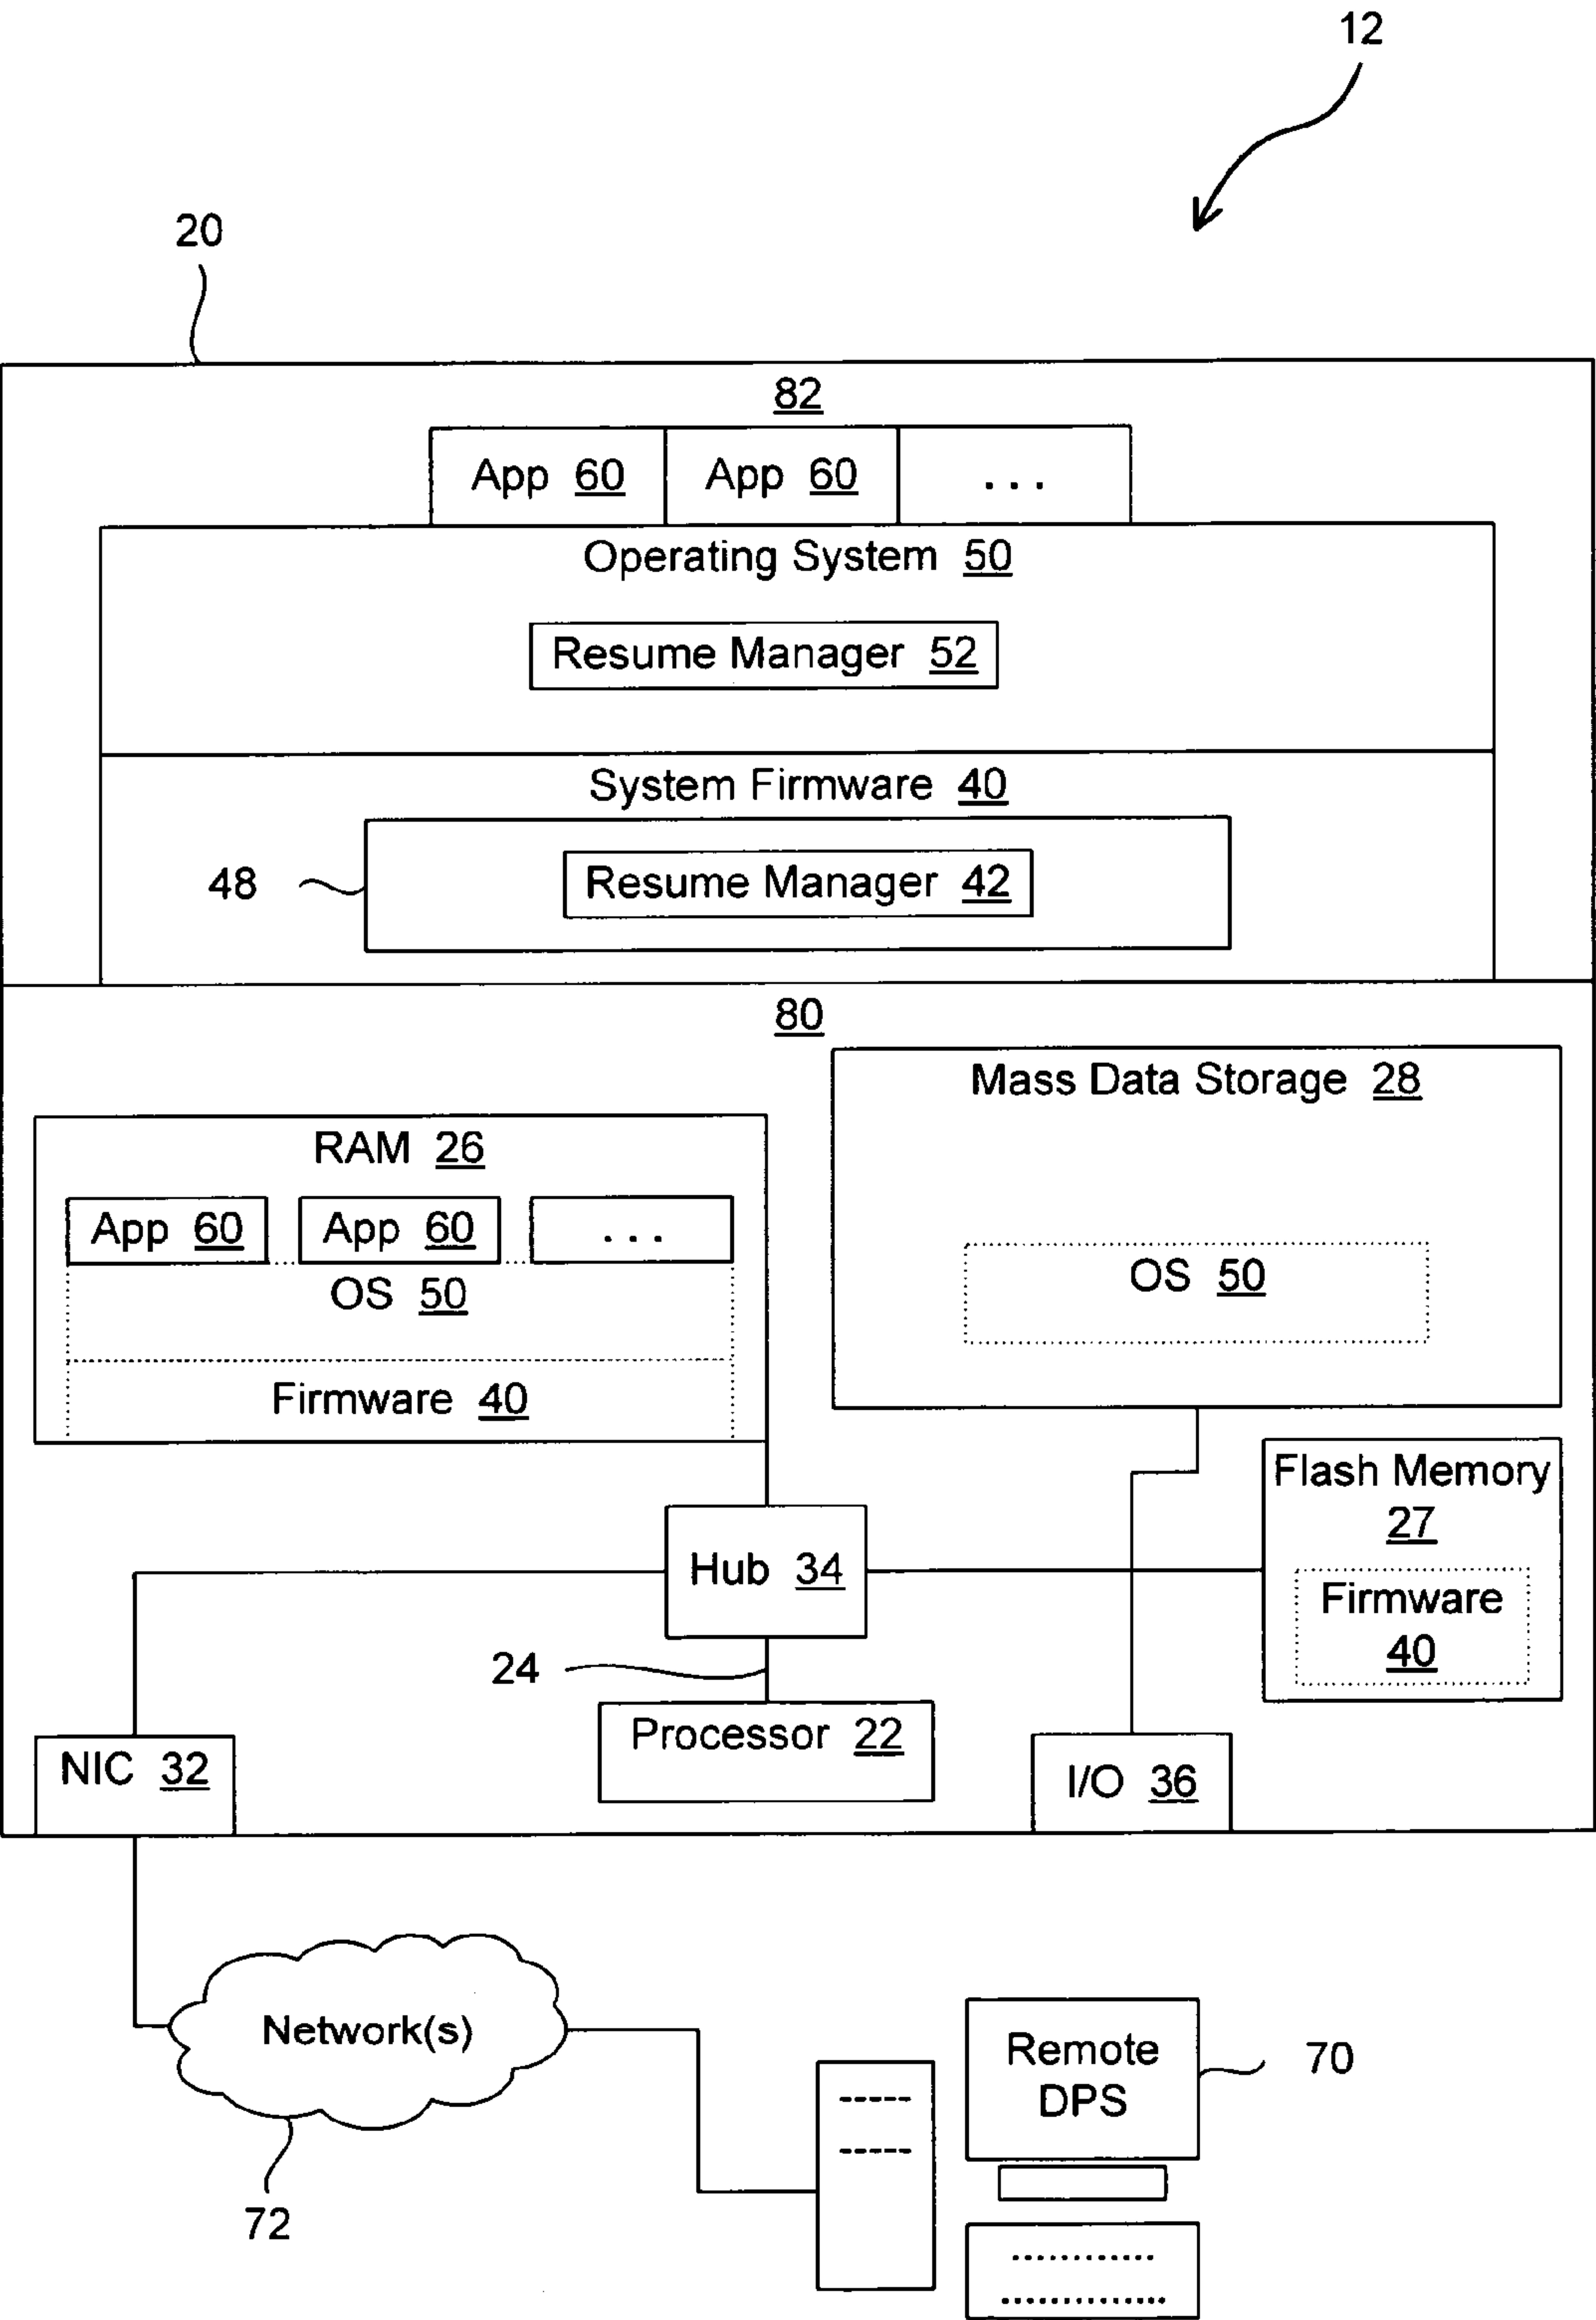 12
20
82
App 60 App 60 ...
Operating System 50
Resume Manager 52
System Firmware 40
48 Resume Manager 42
80
Mass Data Storage 28
RAM 26
App 60 App 60 ...
OS 50
OS 50
Firmware 40
Flash Memory
27
Hub 34
Firmware
40
24
Processor 22
NIC 32
I/O 36
Network(s)
Remote
DPS
70
72